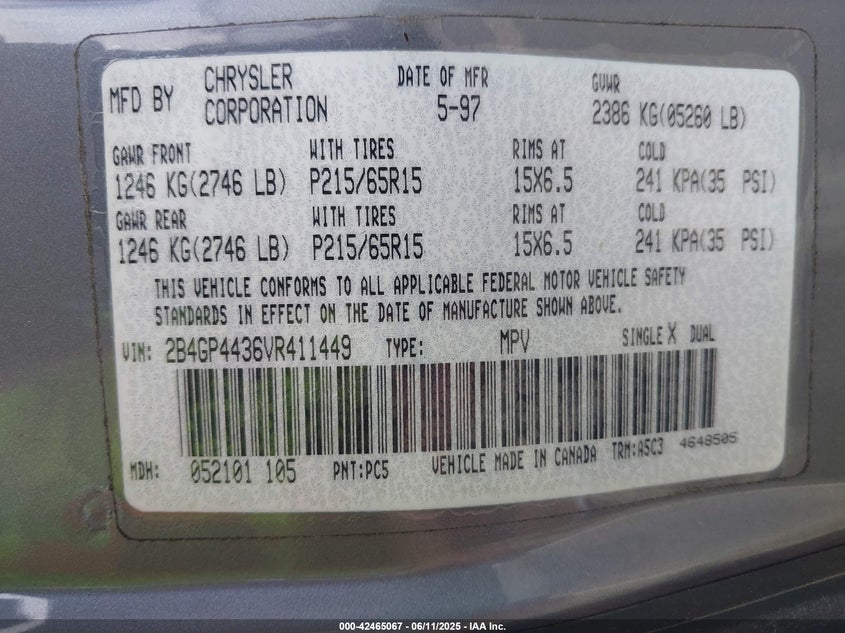 MFD BY CHRYSLER CORPORATION DATE OF MFR 5-97 GVWR 2386 KG(05260 LB)
GAWR FRONT WITH TIRES RIMS AT COLD
1246 KG(2746 LB) P215/65R15 15X6.5 241 KPA(35 PSI)
GAWR REAR WITH TIRES RIMS AT COLD
1246 KG(2746 LB) P215/65R15 15X6.5 241 KPA(35 PSI)
THIS VEHICLE CONFORMS TO ALL APPLICABLE FEDERAL MOTOR VEHICLE SAFETY
STANDARDS IN EFFECT ON THE DATE OF MANUFACTURE SHOWN ABOVE.
VIN: 2B4GP4436VR411449 TYPE: MPV SINGLE X DUAL
MDH: 052101 105 PNT:PC5 VEHICLE MADE IN CANADA TRM:A5C3 4648505
000-42465067 - 06/11/2025 - IAA Inc.